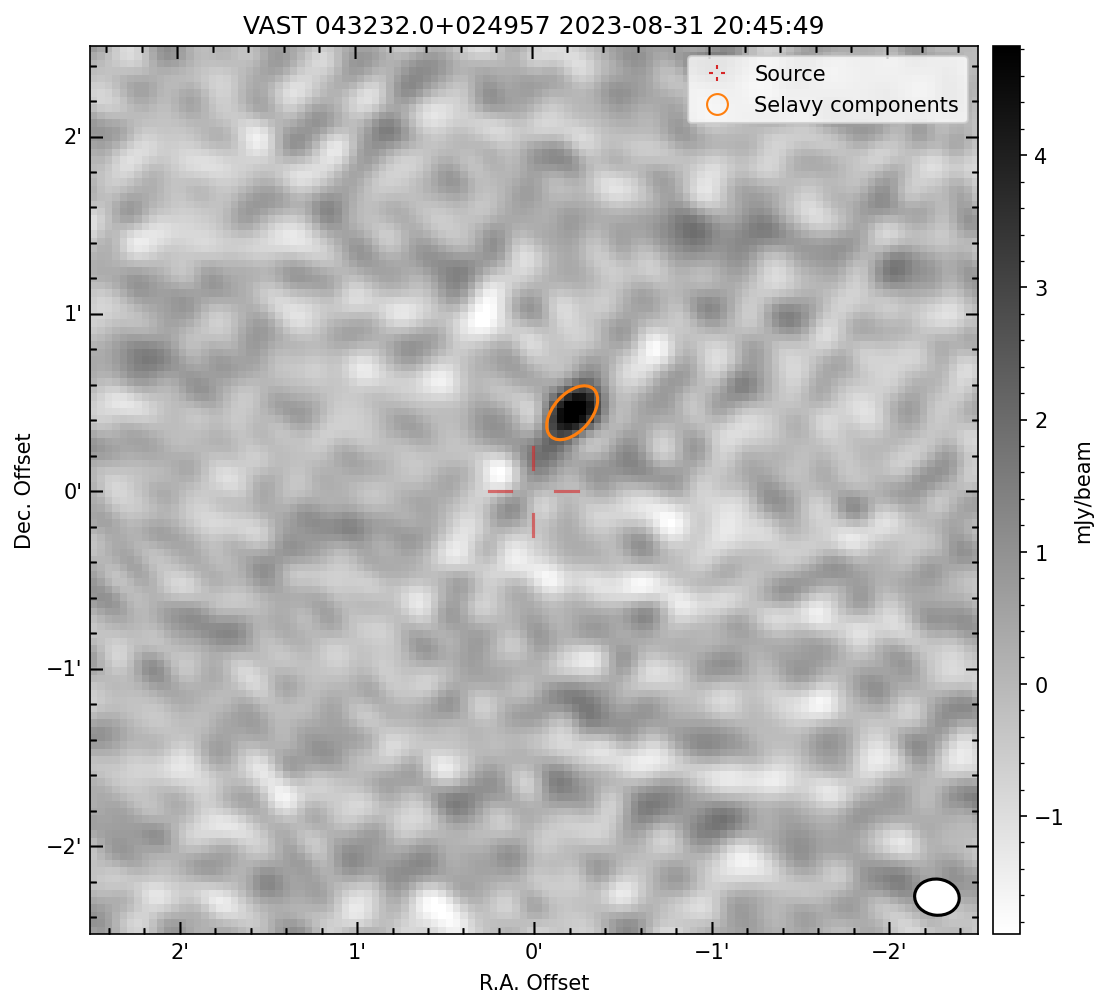 VAST 043232.0+024957 2023-08-31 20:45:49
Source
Selavy components
2'
1'
0'
−1'
−2'
Dec. Offset
2'
1'
0'
−1'
−2'
R.A. Offset
4
3
2
1
0
−1
mJy/beam